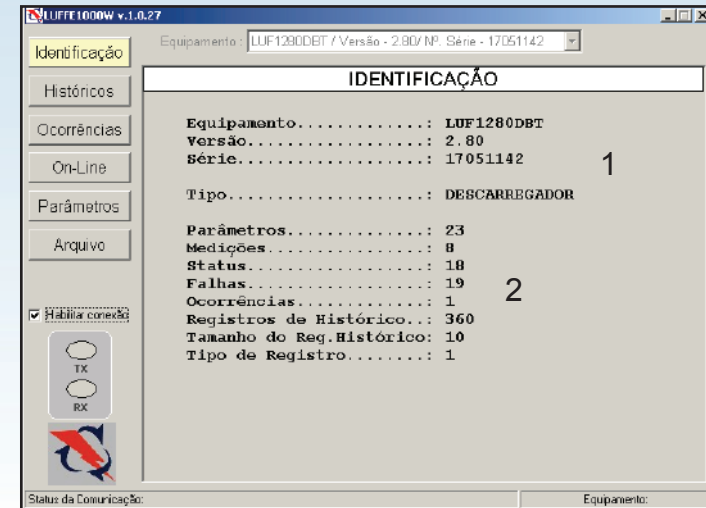 LUFFE1000W v.1.0.27
Equipamento : LUF1280DBT / Versão - 2.80/ Nº. Série - 17051142
Identificação
Históricos
Ocorrências
On-Line
Parâmetros
Arquivo
Habilitar conexão
TX
RX
IDENTIFICAÇÃO
Equipamento.............: LUF1280DBT
Versão..................: 2.80
Série...................: 17051142
1
Tipo....................: DESCARREGADOR
Parâmetros..............: 23
Medições................: 8
Status..................: 18
Falhas..................: 19
2
Ocorrências.............: 1
Registros de Histórico..: 360
Tamanho do Reg.Histórico: 10
Tipo de Registro........: 1
Status da Comunicação:
Equipamento: